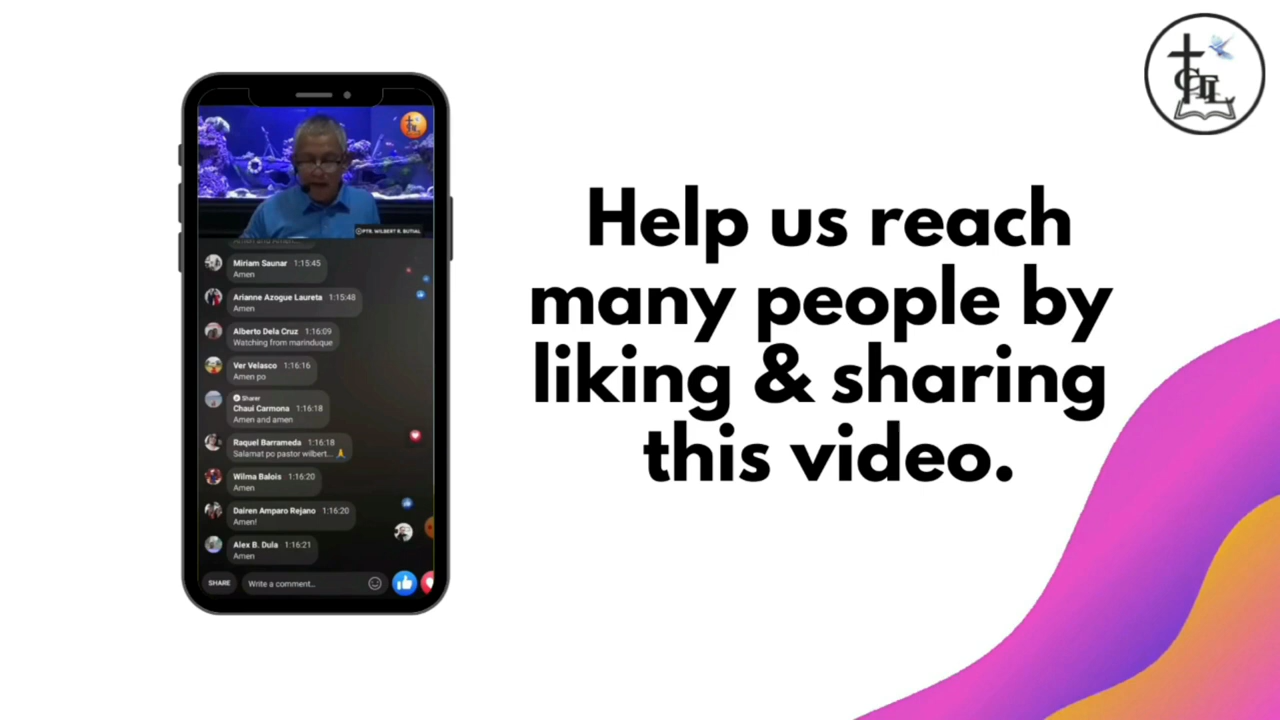 PTR. WILBERT R. BUTIAL
Miriam Saunar 1:15:45
Amen
Arianne Azogue Laureta 1:15:48
Amen
Alberto Dela Cruz 1:16:09
Watching from marinduque
Ver Velasco 1:16:16
Amen po
Sharer
Chaui Carmona 1:16:18
Amen and amen
Raquel Barrameda 1:16:18
Salamat po pastor wilbert... 🙏
Wilma Balois 1:16:20
Amen
Dairen Amparo Rejano 1:16:20
Amen!
Alex B. Dula 1:16:21
Amen
SHARE Write a comment...
Help us reach
many people by
liking & sharing
this video.